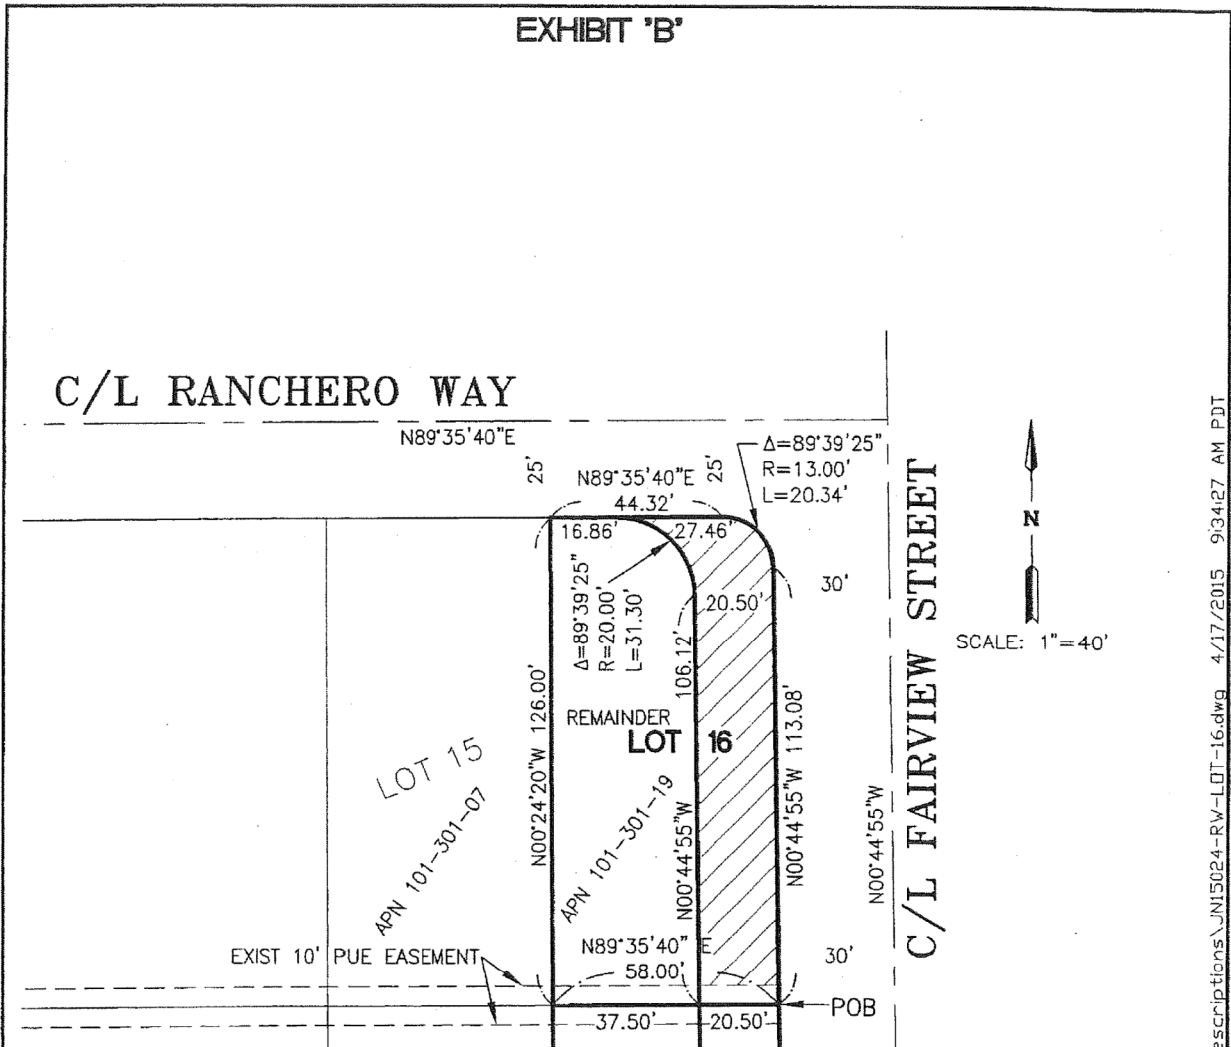 EXHIBIT "B"
C/L RANCHERO WAY
N89°35'40"E
25'
N89°35'40"E
44.32'
25'
Δ=89°39'25"
R=13.00'
L=20.34'
16.86'
27.46'
Δ=89°39'25"
R=20.00'
L=31.30'
20.50'
30'
106.12'
N00°24'20"W 126.00'
REMAINDER
LOT 16
N00°44'55"W 113.08'
N00°44'55"W
LOT 15
APN 101-301-07
APN 101-301-19
N00°44'55"W
C/L FAIRVIEW STREET
N
SCALE: 1"=40'
EXIST 10' PUE EASEMENT
N89°35'40" E
58.00'
30'
POB
37.50'
20.50'
escriptions\JN15024-RW-LOT-16.dwg 4/17/2015 9:34:27 AM PDT